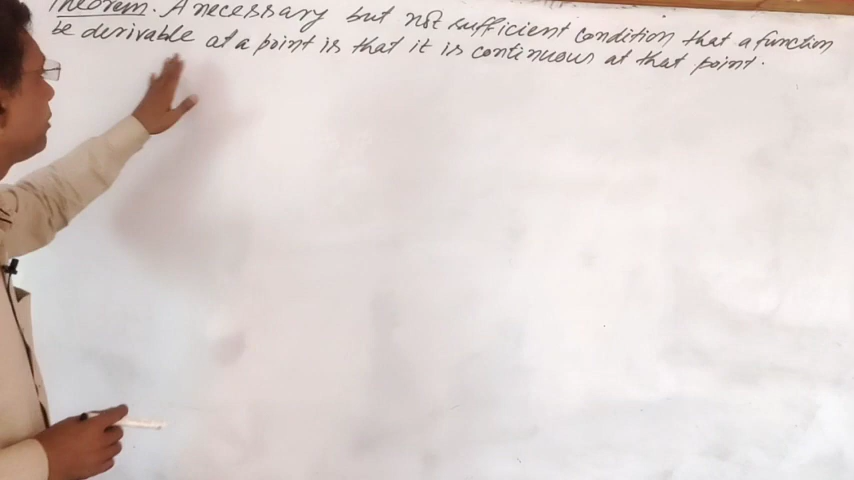 Theorem. A necessary but not sufficient condition that a function
be derivable at a point is that it is continuous at that point.